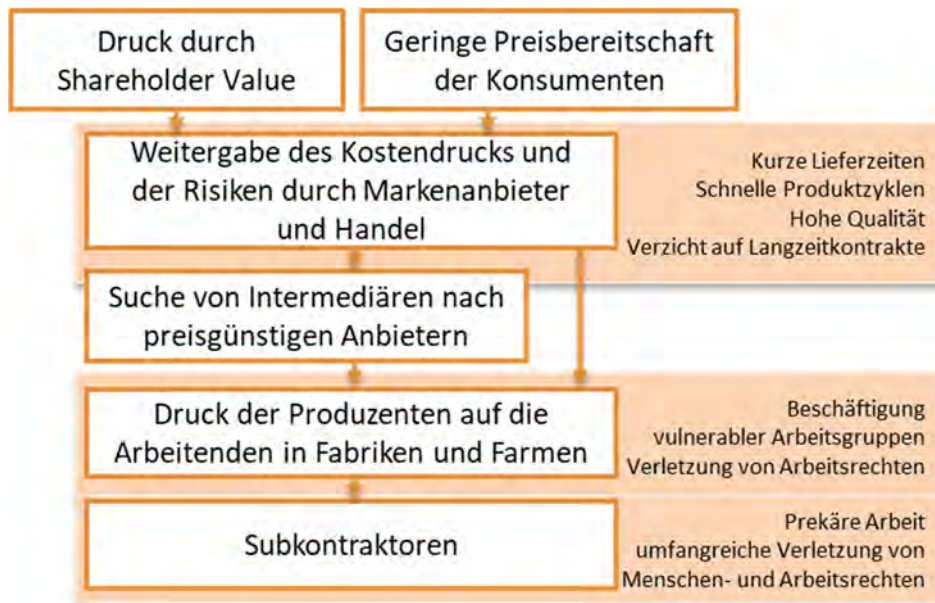 Druck durch
Shareholder Value
Geringe Preisbereitschaft
der Konsumenten
Weitergabe des Kostendrucks und
der Risiken durch Markenanbieter
und Handel
Kurze Lieferzeiten
Schnelle Produktzyklen
Hohe Qualität
Verzicht auf Langzeitkontrakte
Suche von Intermediären nach
preisgünstigen Anbietern
Druck der Produzenten auf die
Arbeitenden in Fabriken und Farmen
Beschäftigung
vulnerabler Arbeitsgruppen
Verletzung von Arbeitsrechten
Subkontraktoren
Prekäre Arbeit
umfangreiche Verletzung von
Menschen- und Arbeitsrechten